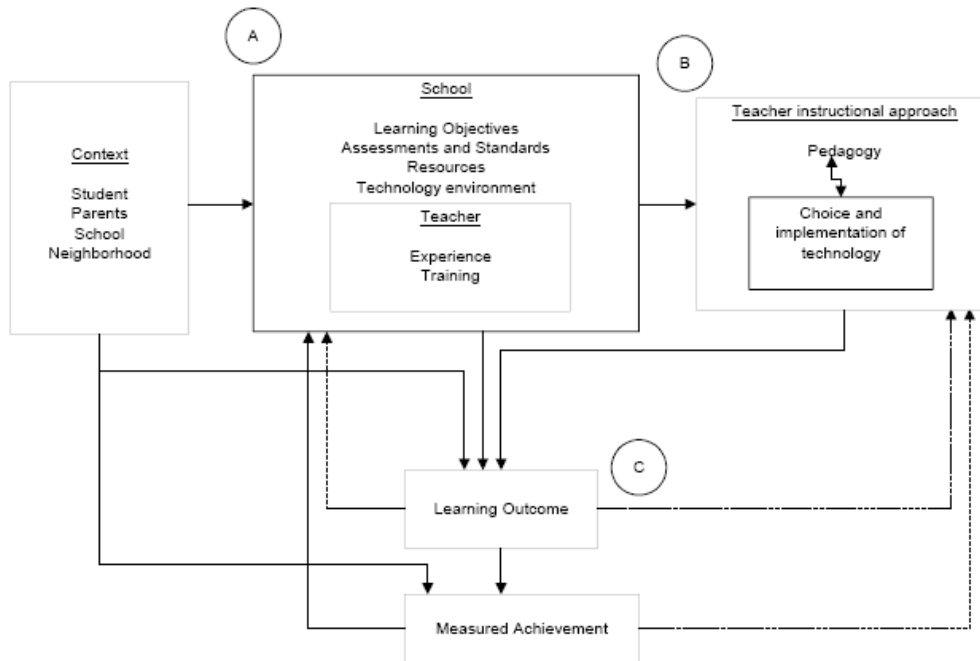 A
B
School
Learning Objectives
Assessments and Standards
Resources
Technology environment
Teacher
Experience
Training
Context
Student
Parents
School
Neighborhood
Teacher instructional approach
Pedagogy
Choice and
implementation of
technology
C
Learning Outcome
Measured Achievement